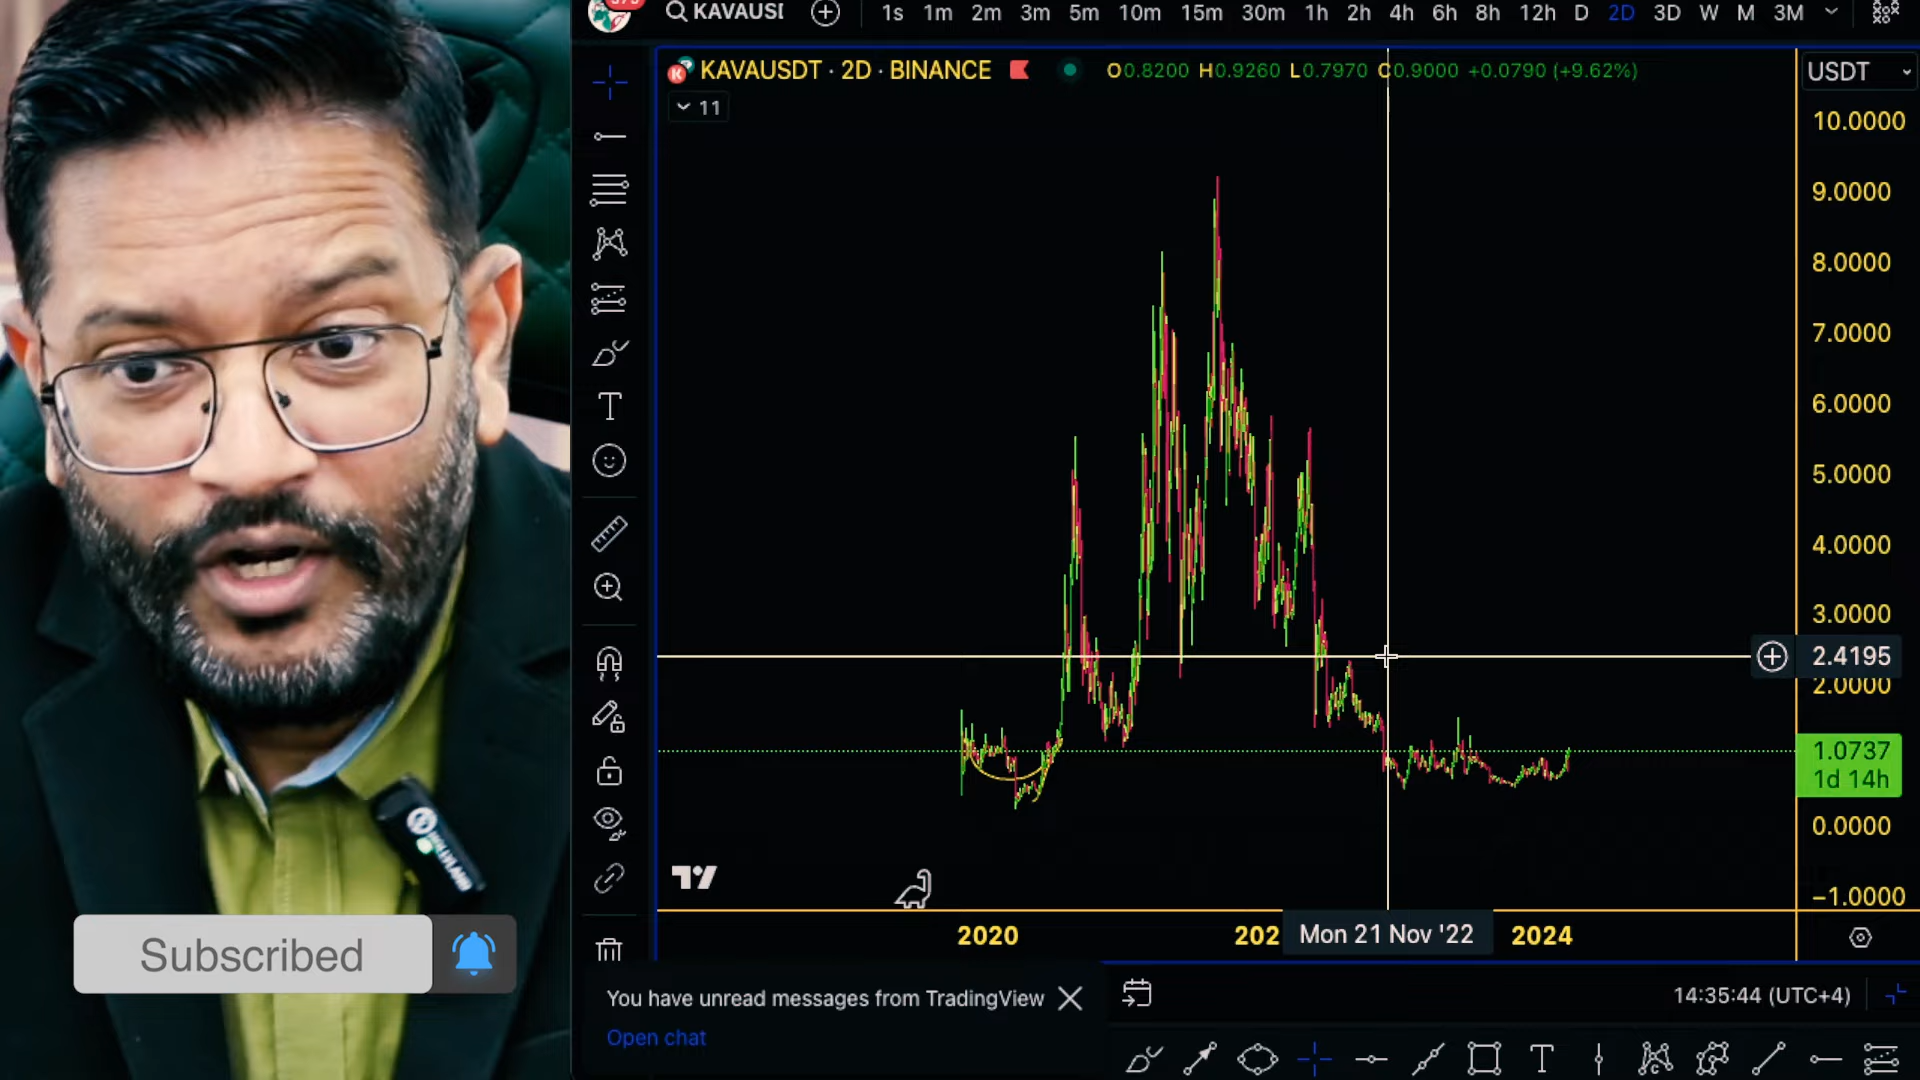 KAVAUSI
1s 1m 2m 3m 5m 10m 15m 30m 1h 2h 4h 6h 8h 12h D 2D 3D W M 3M
KAVAUSDT · 2D · BINANCE O0.8200 H0.9260 L0.7970 C0.9000 +0.0790 (+9.62%)
USDT
11
10.0000
9.0000
8.0000
7.0000
6.0000
5.0000
4.0000
3.0000
2.4195
2.0000
1.0737
1d 14h
0.0000
−1.0000
2020 202 Mon 21 Nov '22 2024
Subscribed
You have unread messages from TradingView
Open chat
14:35:44 (UTC+4)